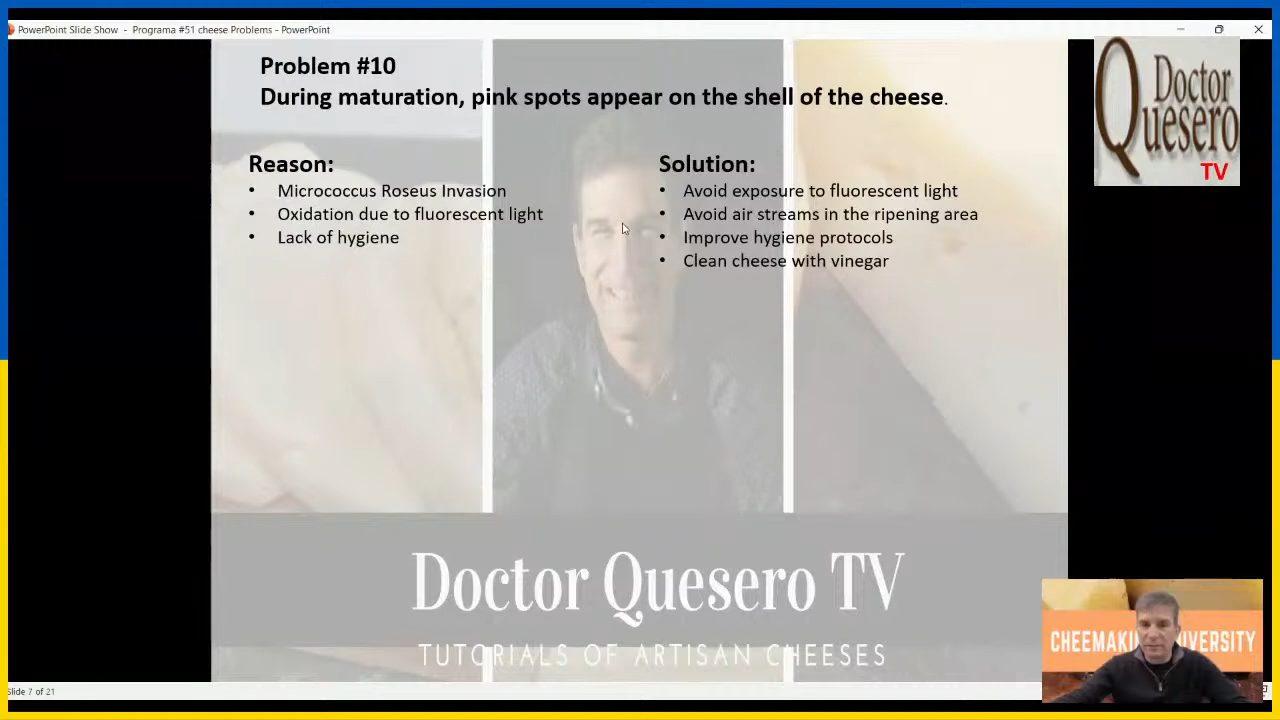 PowerPoint Slide Show - Programa #51 cheese Problems - PowerPoint
Problem #10
During maturation, pink spots appear on the shell of the cheese.
Reason:
• Micrococcus Roseus Invasion
• Oxidation due to fluorescent light
• Lack of hygiene
Solution:
• Avoid exposure to fluorescent light
• Avoid air streams in the ripening area
• Improve hygiene protocols
• Clean cheese with vinegar
Doctor
Quesero
TV
Doctor Quesero TV
TUTORIALS OF ARTISAN CHEESES
CHEEMAKI
VERSITY
Slide 7 of 21